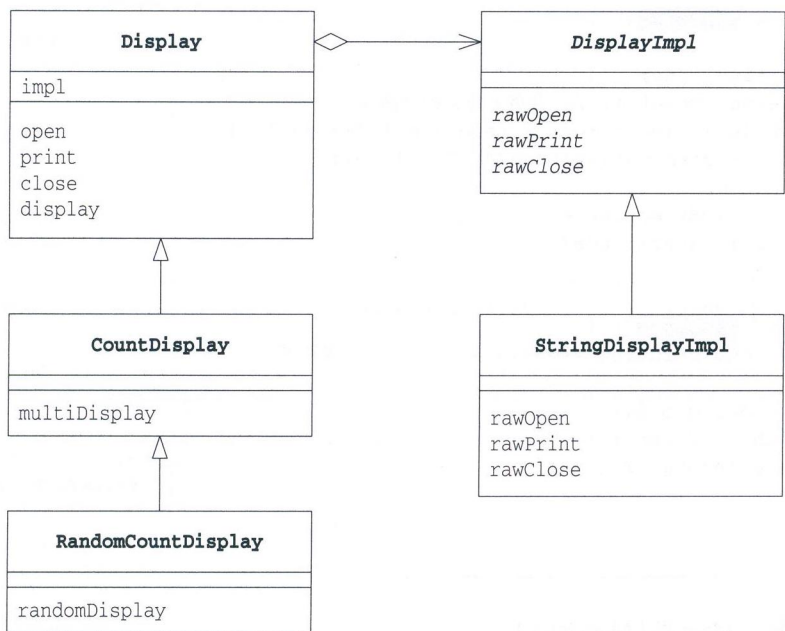 Display
impl
open
print
close
display
DisplayImpl
rawOpen
rawPrint
rawClose
CountDisplay
multiDisplay
StringDisplayImpl
rawOpen
rawPrint
rawClose
RandomCountDisplay
randomDisplay